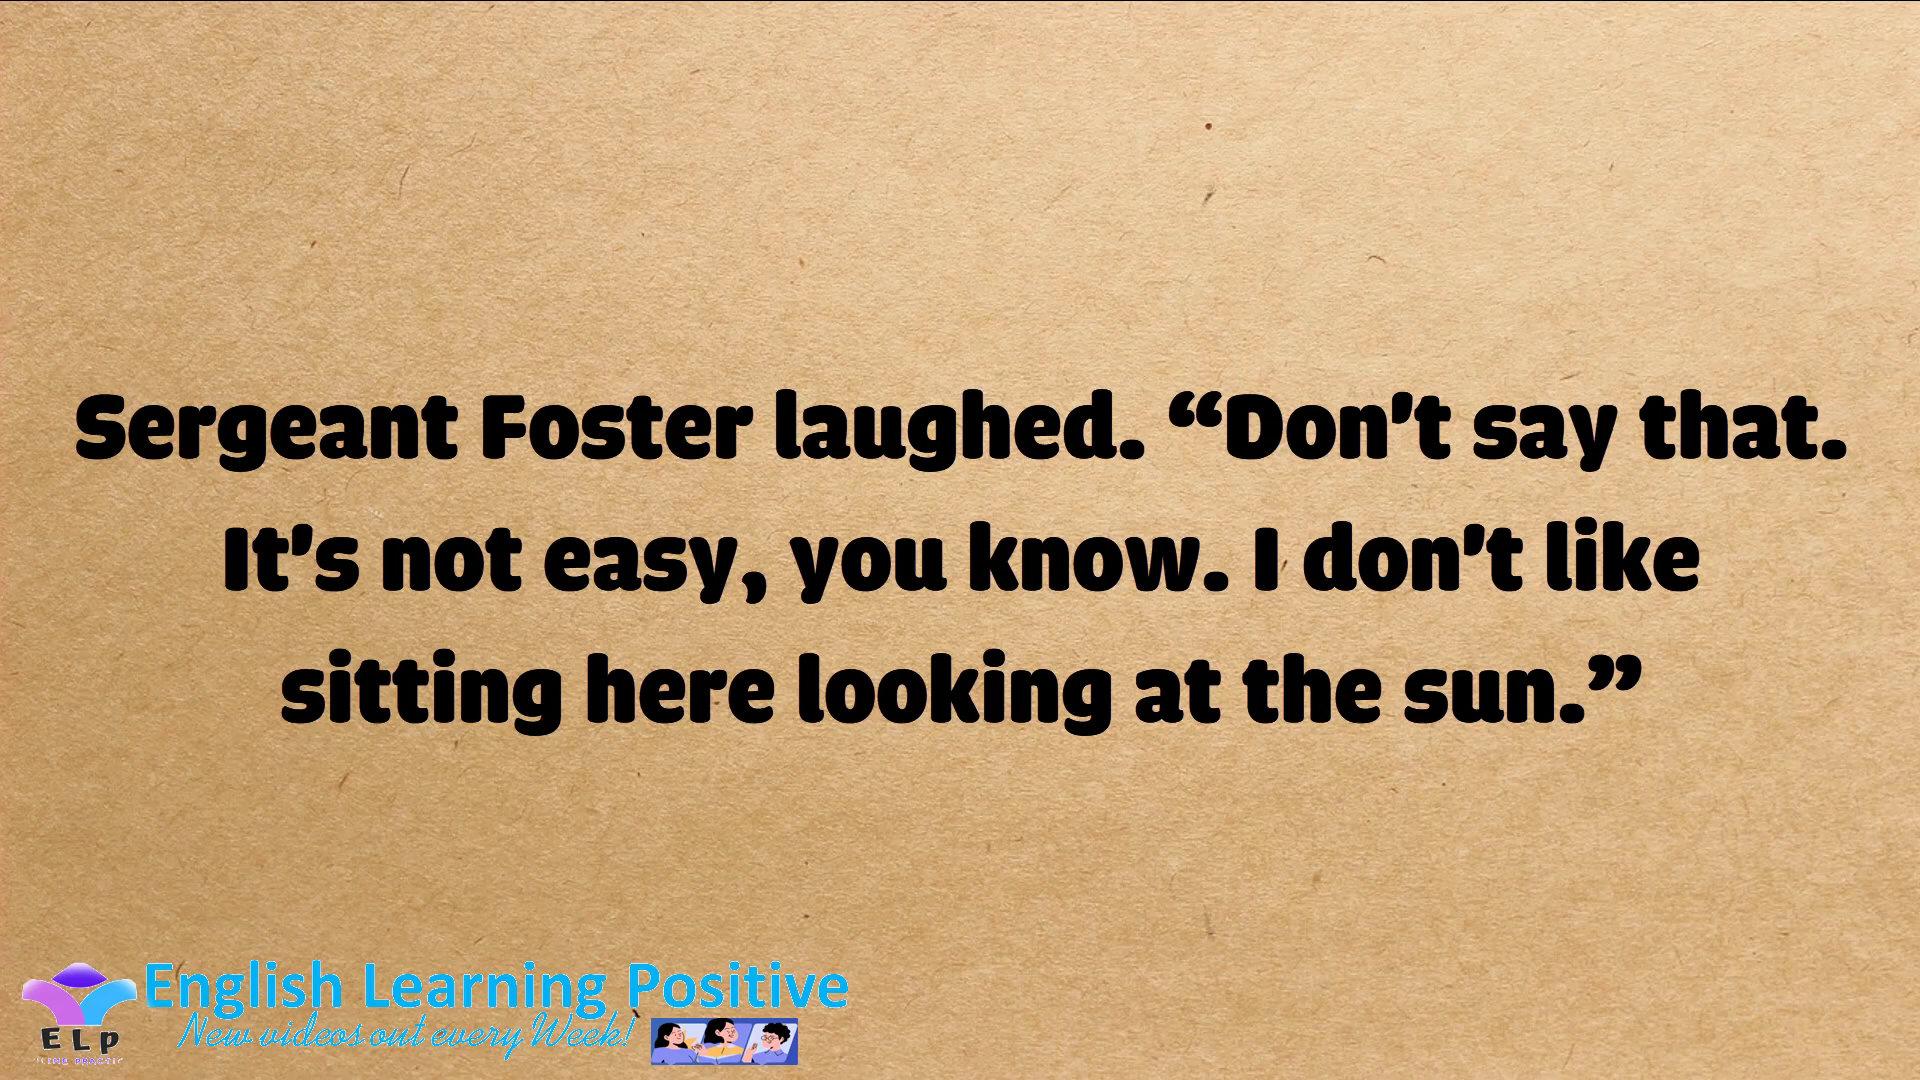 Sergeant Foster laughed. “Don’t say that.
It’s not easy, you know. I don’t like
sitting here looking at the sun.”
English Learning Positive
New videos out every Week!
ELP